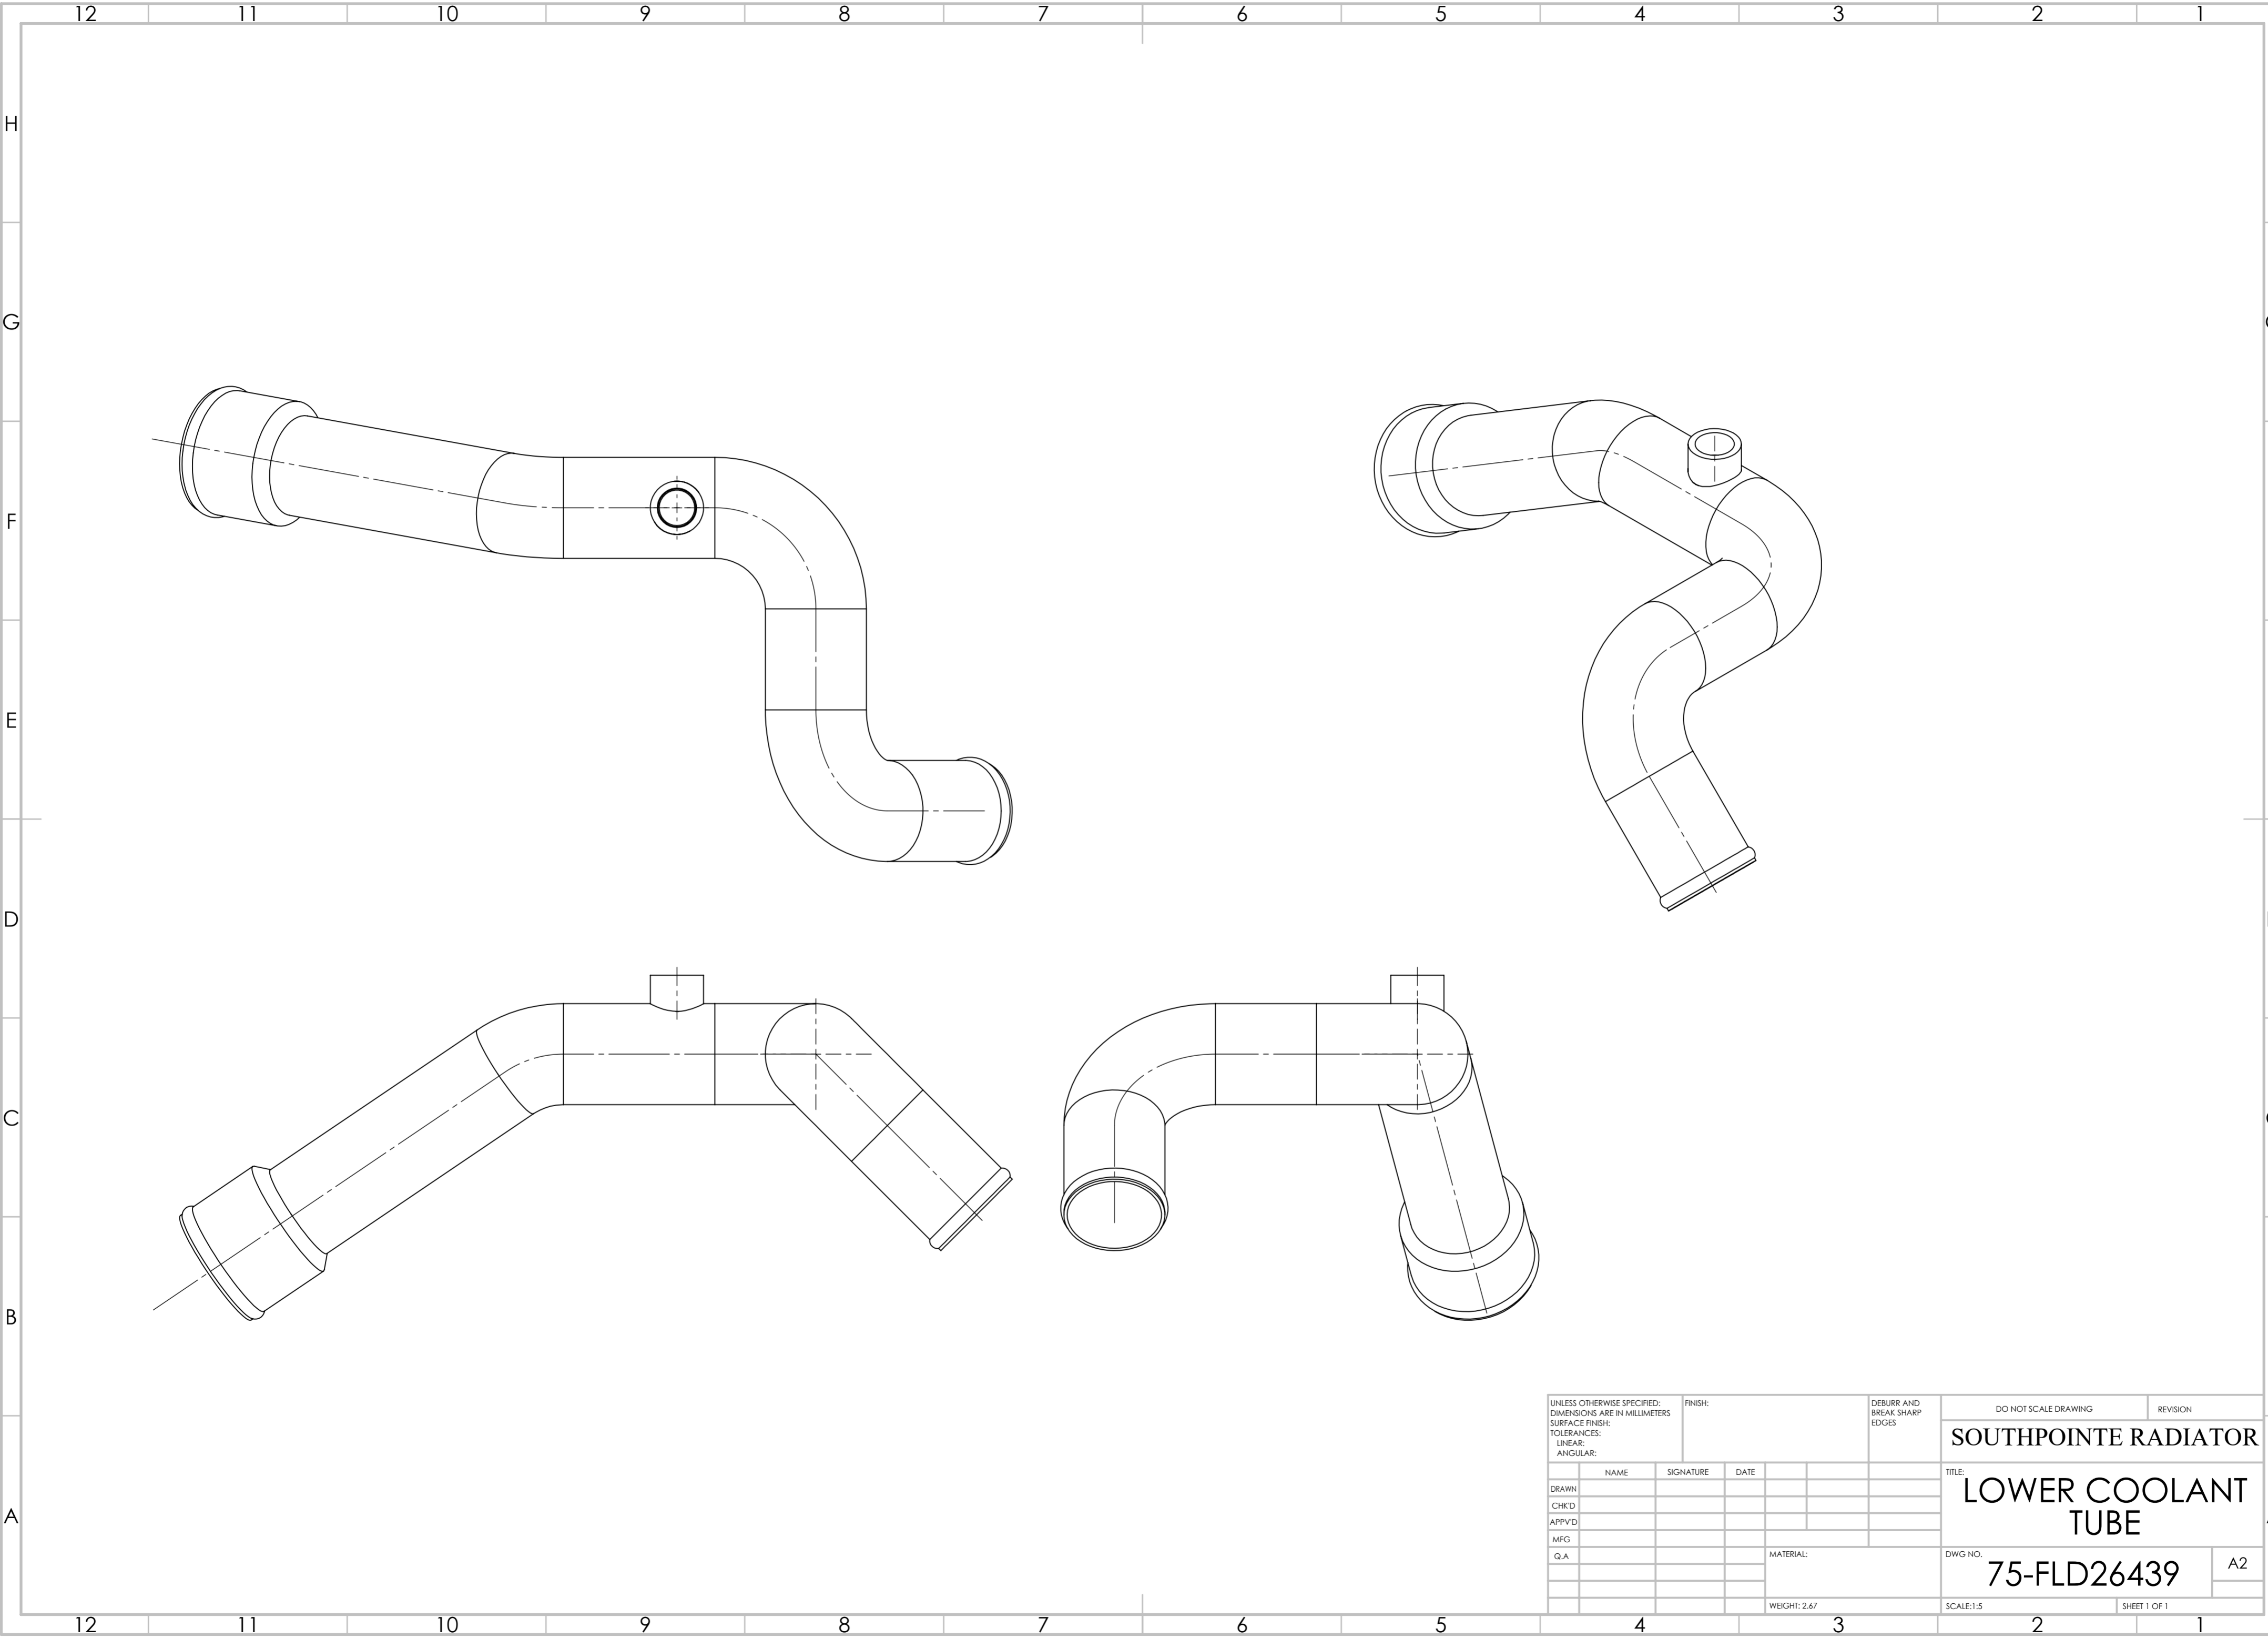 12 11 10 9 8 7 6 5 4 3 2 1
H
G
F
E
D
C
B
A
UNLESS OTHERWISE SPECIFIED:
DIMENSIONS ARE IN MILLIMETERS
SURFACE FINISH:
TOLERANCES:
LINEAR:
ANGULAR:
FINISH:
DEBURR AND
BREAK SHARP
EDGES
DO NOT SCALE DRAWING
REVISION
SOUTHPOINTE RADIATOR
NAME SIGNATURE DATE
DRAWN
CHK'D
APPV'D
MFG
Q.A
TITLE:
LOWER COOLANT
TUBE
MATERIAL:
DWG NO.
75-FLD26439
A2
WEIGHT: 2.67
SCALE:1:5
SHEET 1 OF 1
12 11 10 9 8 7 6 5 4 3 2 1